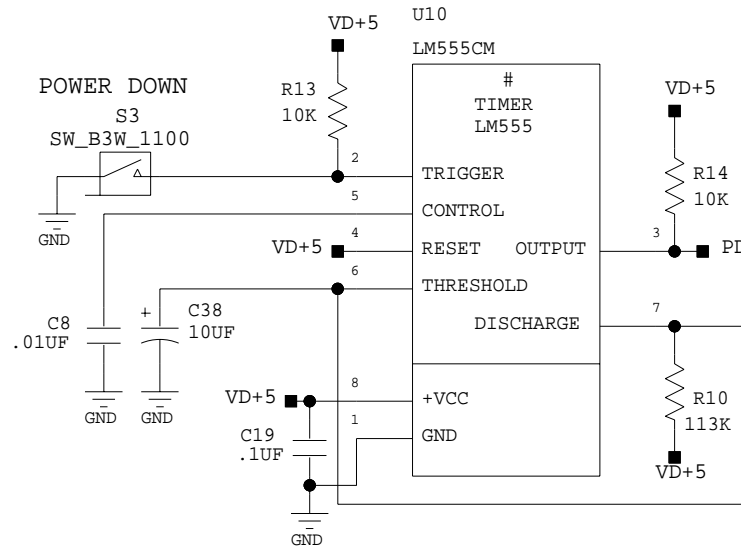 U10
VD+5
LM555CM
#
POWER DOWN
R13
VD+5
TIMER
S3
10K
LM555
SW_B3W_1100
2
TRIGGER
R14
5
10K
CONTROL
4
3
GND
VD+5
RESET
OUTPUT
PD
6
THRESHOLD
+
C38
C8
10UF
7
.01UF
DISCHARGE
8
VD+5
+VCC
R10
GND
GND
1
113K
C19
GND
.1UF
VD+5
GND